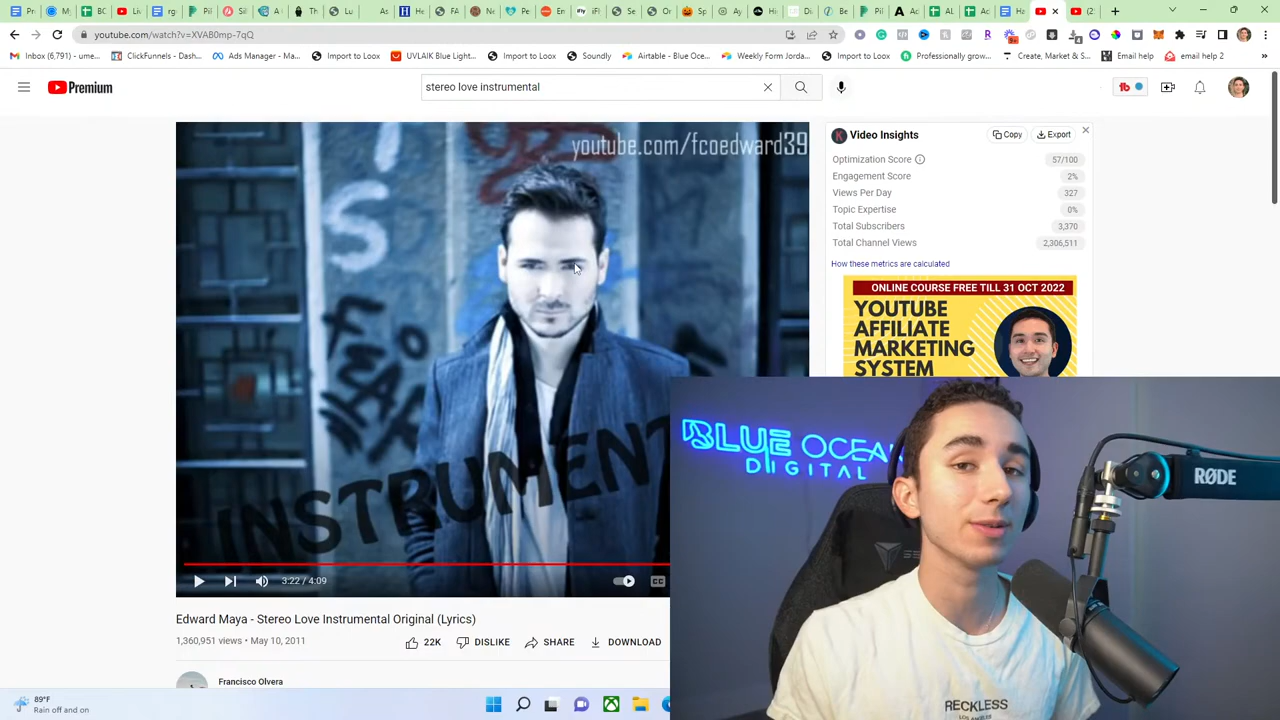 youtube.com/watch?v=XVAB0mp-7qQ
Inbox (6,791) – ume
ClickFunnels – Das
Ads Manager – Ma
Import to Loox
UVLAIK Blue Light
Import to Loox
Soundly
Airtable – Blue Oce
Weekly Form Jorda
Import to Loox
Professionally grow
Create, Market & S
Email help
email help 2
Premium
stereo love instrumental
youtube.com/fcoedward39
INSTRUMENT
3:22 / 4:09
Edward Maya - Stereo Love Instrumental Original (Lyrics)
1,360,951 views • May 10, 2011
22K
DISLIKE
SHARE
DOWNLOAD
Francisco Olvera
Video Insights
Copy
Export
Optimization Score
57/100
Engagement Score
2%
Views Per Day
327
Topic Expertise
0%
Total Subscribers
3,370
Total Channel Views
2,306,511
How these metrics are calculated
ONLINE COURSE FREE TILL 31 OCT 2022
YOUTUBE
AFFILIATE
MARKETING
SYSTEM
BLUE OCEAN
DIGITAL
RØDE
RECKLESS
LOS ANGELES
89°F
Rain off and on